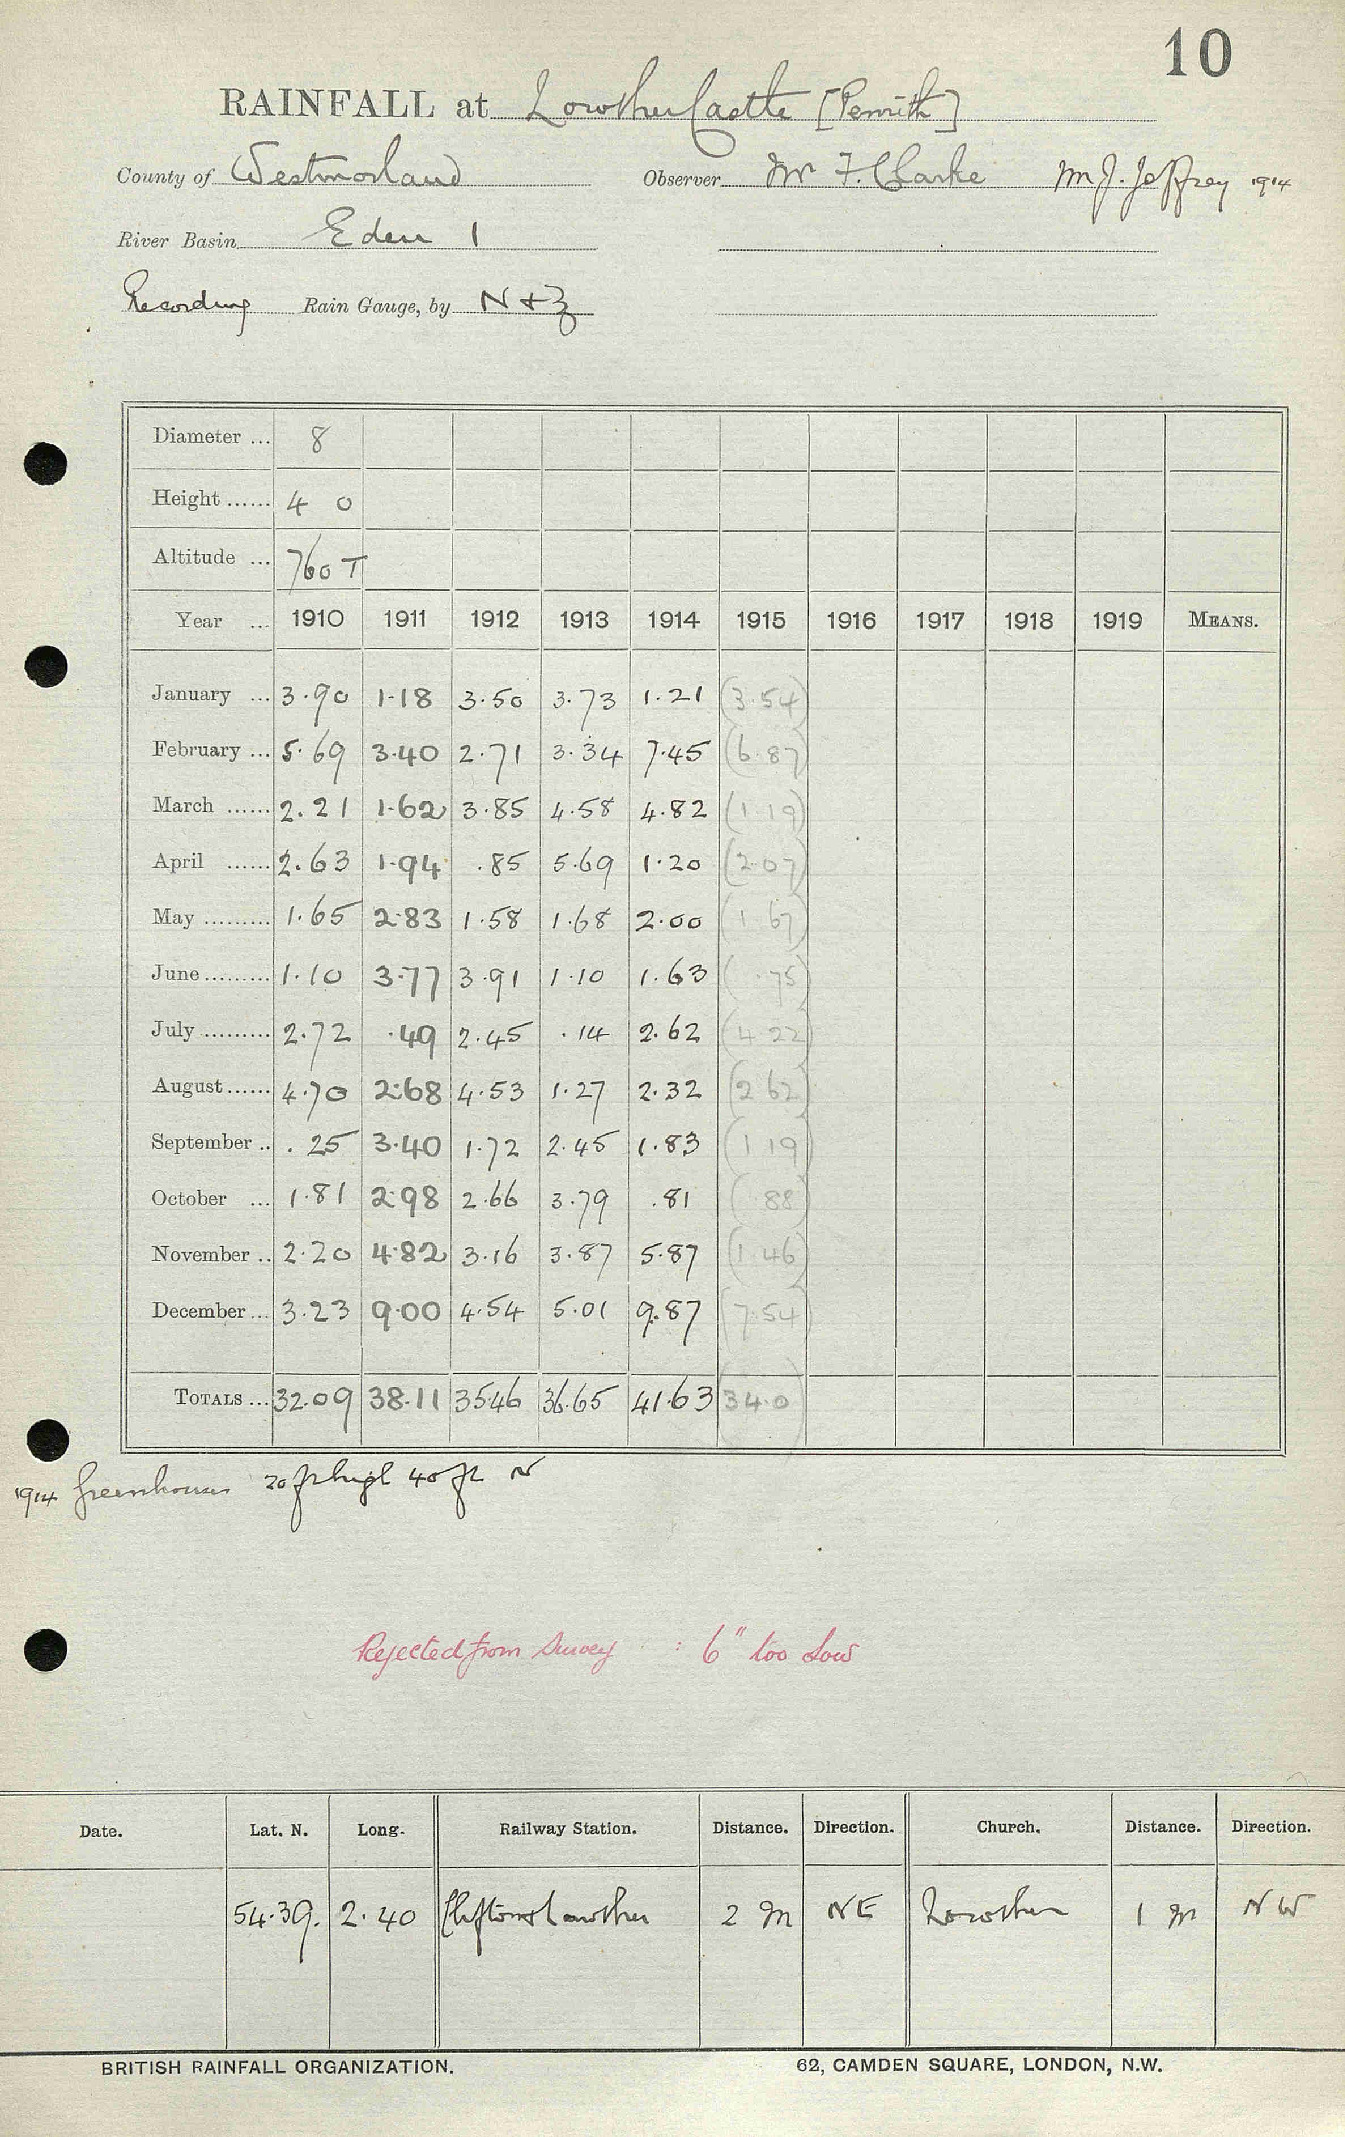 10
RAINFALL at Lowther Castle [Penrith]
County of Westmorland Observer Mr F. Clarke Mr J. Jeffrey 1914
River Basin Eden 1
Recording Rain Gauge, by N + Z
Diameter ... 8
Height ...... 4 0
Altitude ... 760 T
Year ... 1910 1911 1912 1913 1914 1915 1916 1917 1918 1919 MEANS.
January ... 3.90 1.18 3.50 3.73 1.21 (3.54)
February ... 5.69 3.40 2.71 3.34 7.45 (6.87)
March ...... 2.21 1.62 3.85 4.58 4.82 (1.19)
April ...... 2.63 1.94 .85 5.69 1.20 (2.07)
May ......... 1.65 2.83 1.58 1.68 2.00 (1.67)
June ......... 1.10 3.77 3.91 1.10 1.63 (.75)
July ......... 2.72 .49 2.45 .14 2.62 (4.22)
August ...... 4.70 2.68 4.53 1.27 2.32 (2.62)
September .. .25 3.40 1.72 2.45 1.83 (1.19)
October ... 1.81 2.98 2.66 3.79 .81 (.88)
November .. 2.20 4.82 3.16 3.87 5.87 (1.46)
December ... 3.23 9.00 4.54 5.01 9.87 (7.54)
TOTALS ... 32.09 38.11 35.46 36.65 41.63 (34.0)
1914 Greenhouses 20 ft high 40 ft N
Rejected from Survey : 6" too low
Date. Lat. N. Long. Railway Station. Distance. Direction. Church. Distance. Direction.
54.39. 2.40 Clifton & Lowther 2 m NE Lowther 1 m NW
BRITISH RAINFALL ORGANIZATION. 62, CAMDEN SQUARE, LONDON, N.W.